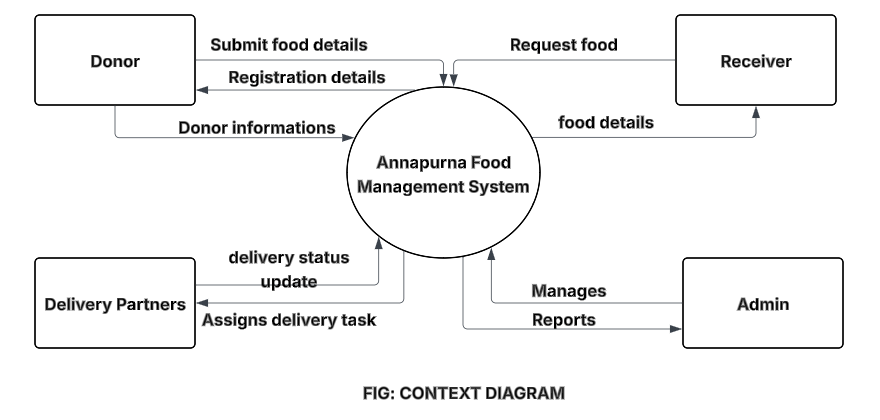 Donor
Submit food details
Request food
Receiver
Registration details
Donor informations
food details
Annapurna Food
Management System
delivery status
update
Delivery Partners
Assigns delivery task
Manages
Reports
Admin
FIG: CONTEXT DIAGRAM